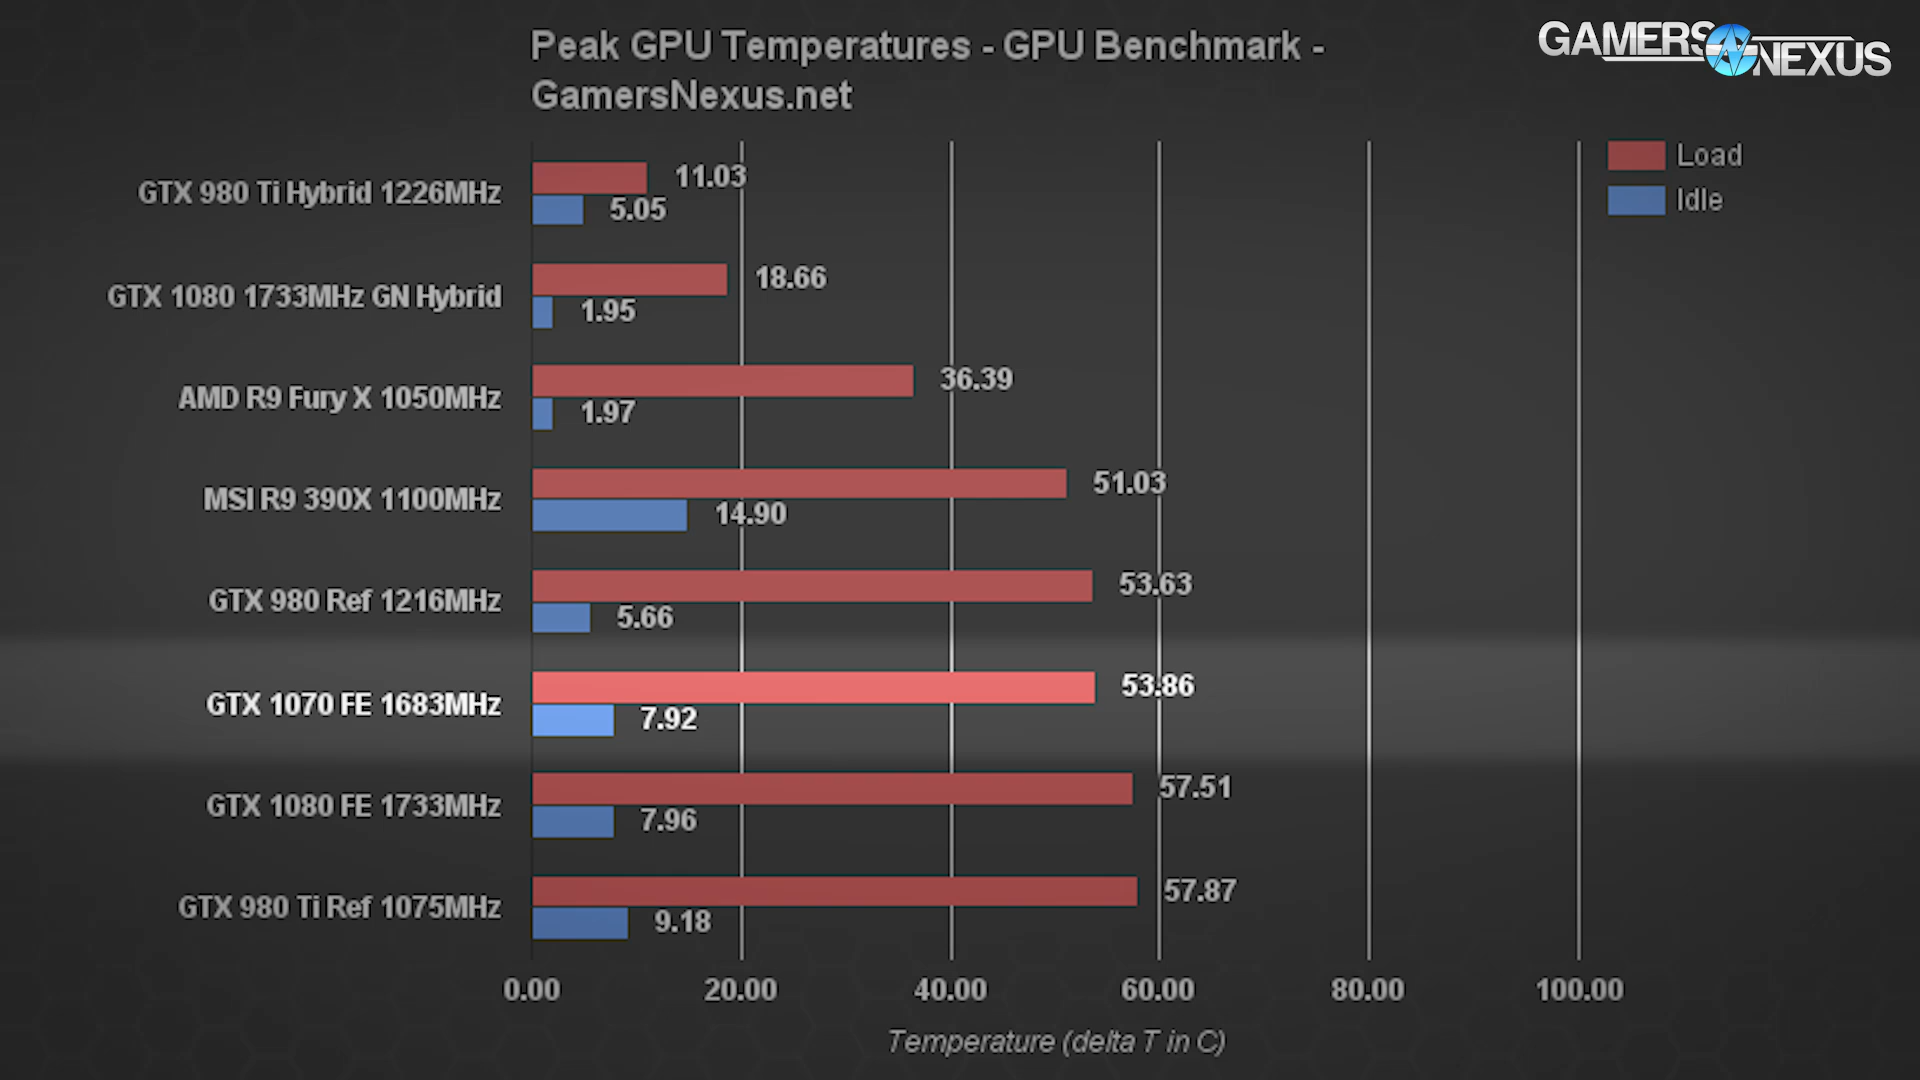 Peak GPU Temperatures - GPU Benchmark -
GamersNexus.net
GAMERS NEXUS
Load
Idle
GTX 980 Ti Hybrid 1226MHz
11.03
5.05
GTX 1080 1733MHz GN Hybrid
18.66
1.95
AMD R9 Fury X 1050MHz
36.39
1.97
MSI R9 390X 1100MHz
51.03
14.90
GTX 980 Ref 1216MHz
53.63
5.66
GTX 1070 FE 1683MHz
53.86
7.92
GTX 1080 FE 1733MHz
57.51
7.96
GTX 980 Ti Ref 1075MHz
57.87
9.18
0.00 20.00 40.00 60.00 80.00 100.00
Temperature (delta T in C)